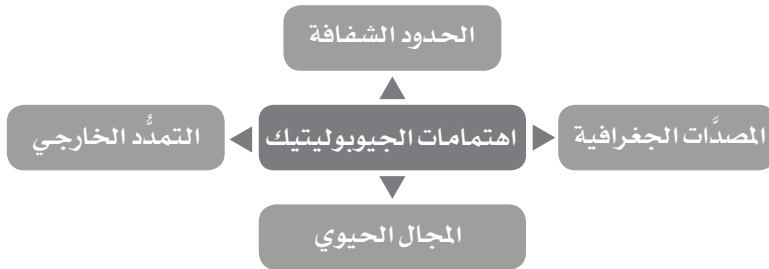 الحدود الشفافة
المصدَّات الجغرافية
اهتمامات الجيوبوليتيك
التمدُّد الخارجي
المجال الحيوي